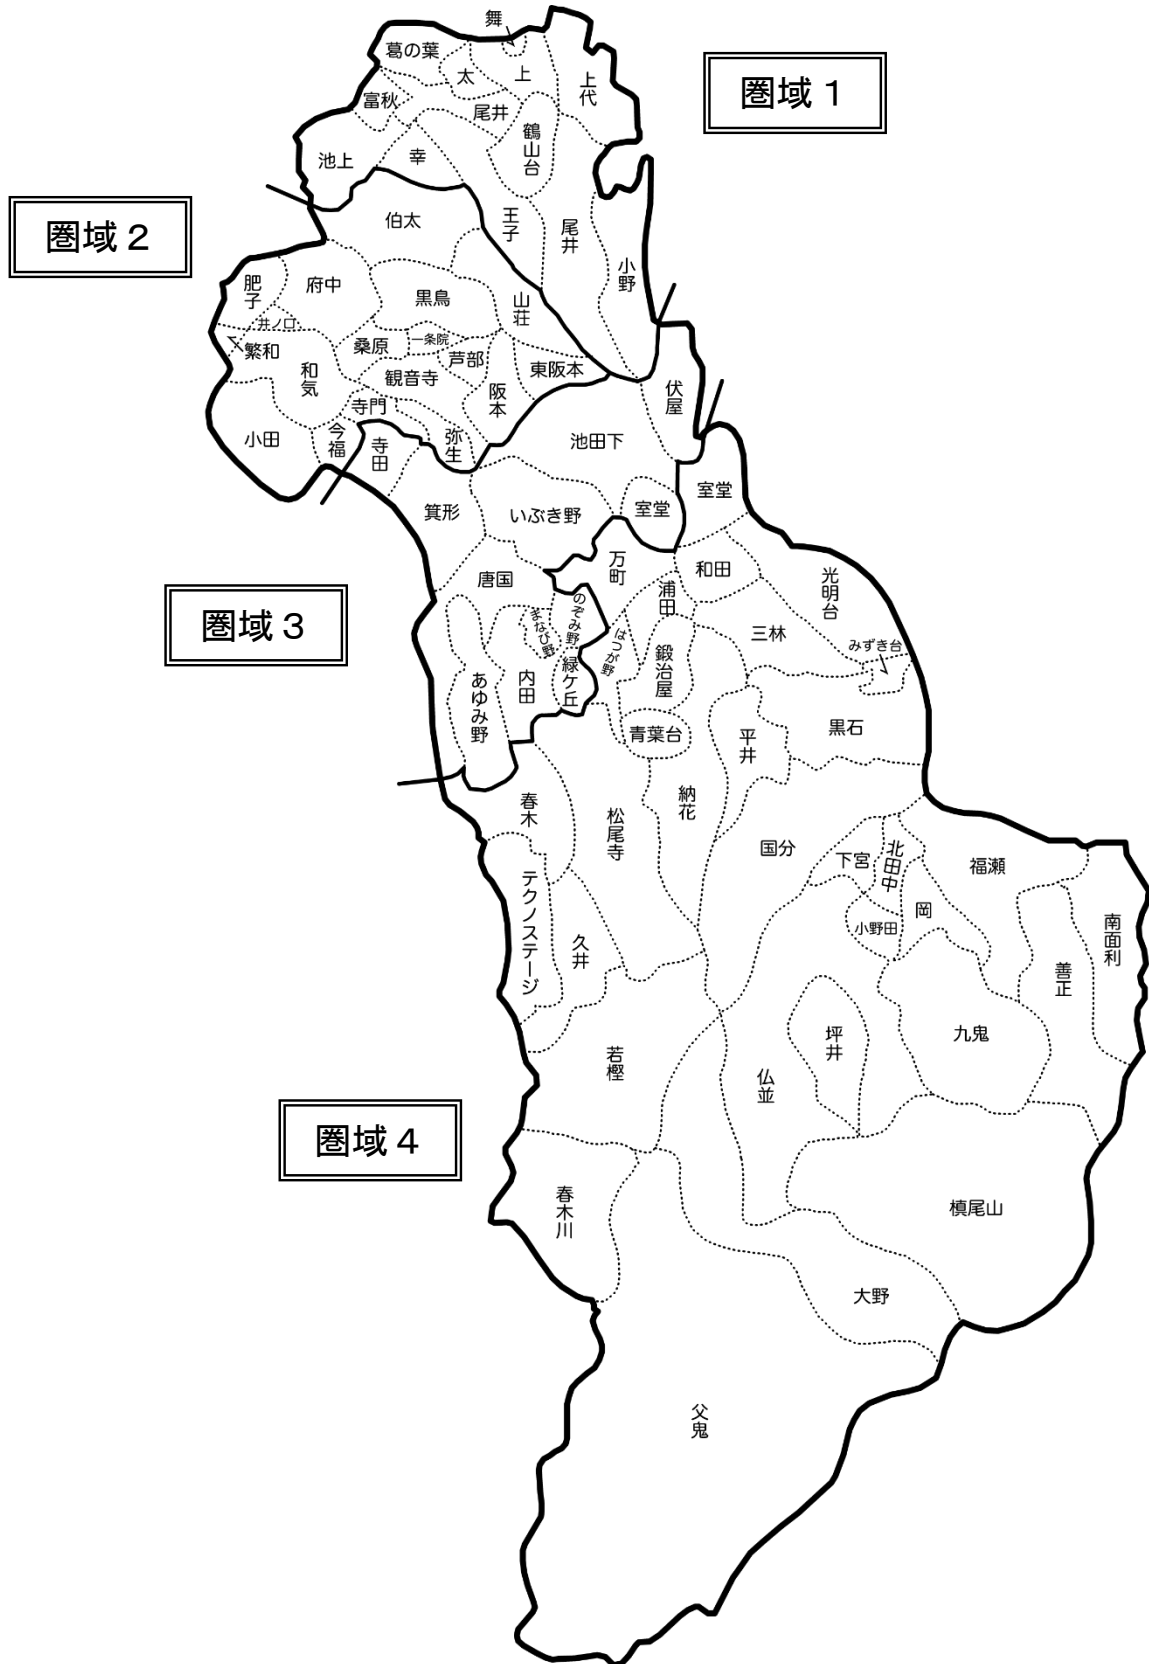 圏域１
舞
葛の葉
太
上
上代
富秋
尾井
鶴山台
池上
幸
王子
尾井
小野
圏域２
伯太
肥子
府中
黒鳥
山荘
井ノ口
繁和
和気
桑原
一条院
芦部
観音寺
阪本
東阪本
寺門
小田
今福
弥生
圏域３
伏屋
池田下
寺田
箕形
いぶき野
室堂
唐国
まなび野
のぞみ野
緑ケ丘
内田
あゆみ野
圏域４
室堂
万町
和田
浦田
光明台
はつが野
鍛治屋
三林
みずき台
青葉台
平井
黒石
春木
松尾寺
納花
国分
下宮
北田中
福瀬
テクノステージ
久井
小野田
岡
善正
南面利
若樫
仏並
坪井
九鬼
春木川
槙尾山
大野
父鬼